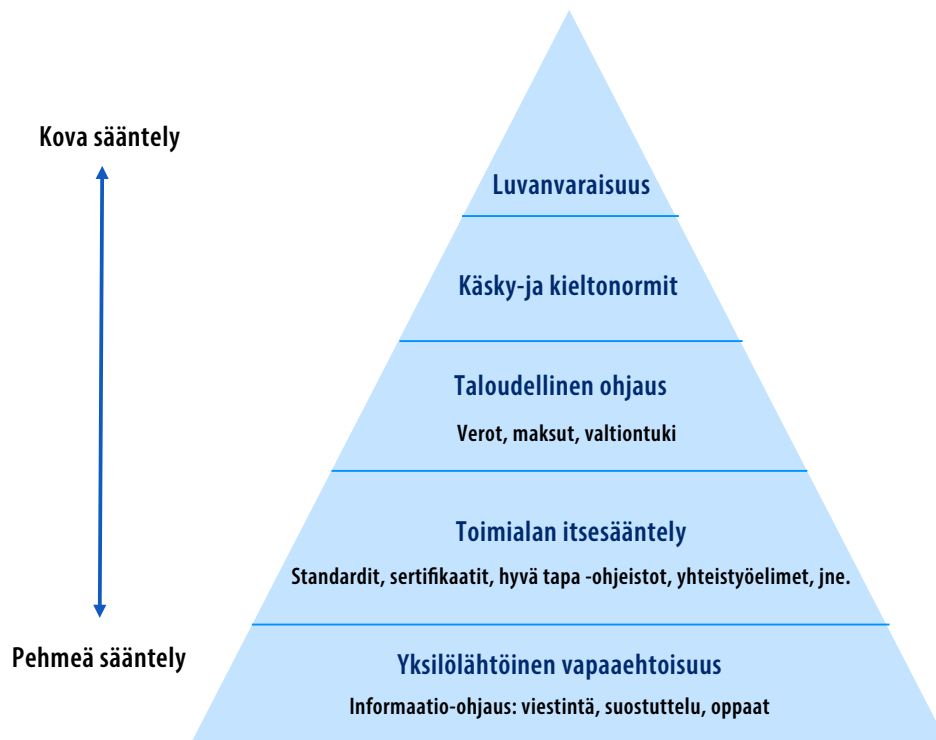 Kova sääntely
Luvanvaraisuus
Käsky-ja kieltonormit
Taloudellinen ohjaus
Verot, maksut, valtiontuki
Toimialan itsesääntely
Standardit, sertifikaatit, hyvä tapa -ohjeistot, yhteistyöelimet, jne.
Pehmeä sääntely
Yksilölähtöinen vapaaehtoisuus
Informaatio-ohjaus: viestintä, suostuttelu, oppaat